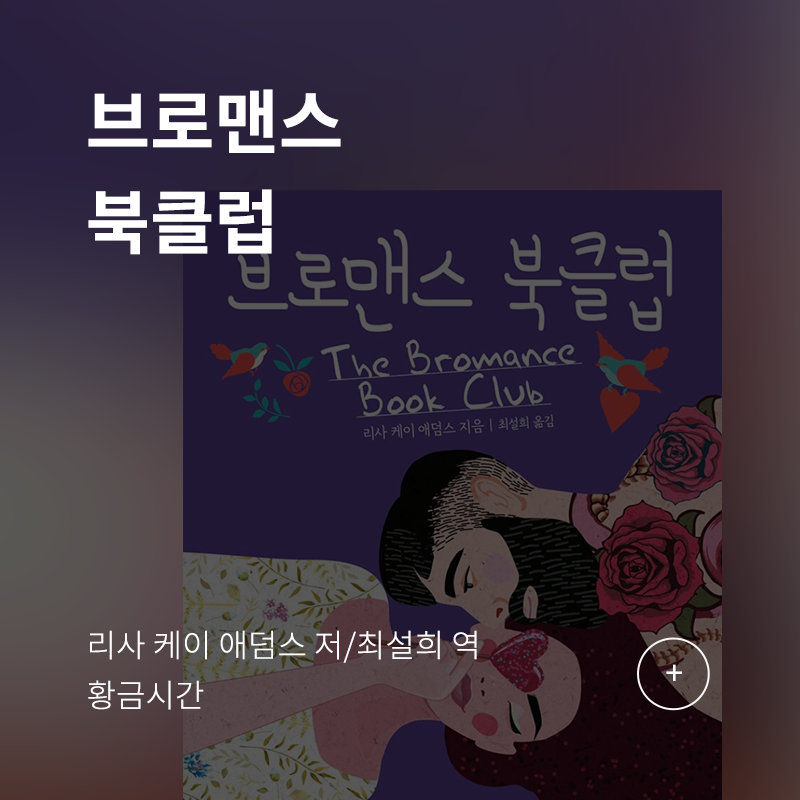 브로맨스
북클럽
브로맨스 북클럽
The Bromance
Book Club
리사 케이 애덤스 지음 | 최설희 옮김
리사 케이 애덤스 저/최설희 역
황금시간
+